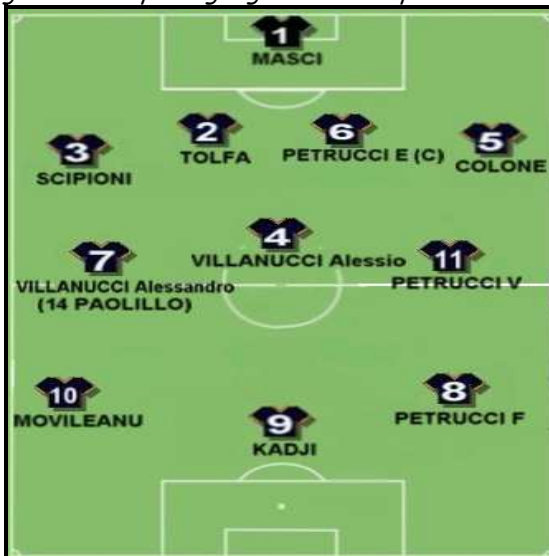 1
MASCI
2
TOLFA
6
PETRUCCI E (C)
3
SCIPIONI
5
COLONE
4
VILLANUCCI Alessio
7
VILLANUCCI Alessandro
(14 PAOLILLO)
11
PETRUCCI V
10
MOVILEANU
9
KADJI
8
PETRUCCI F